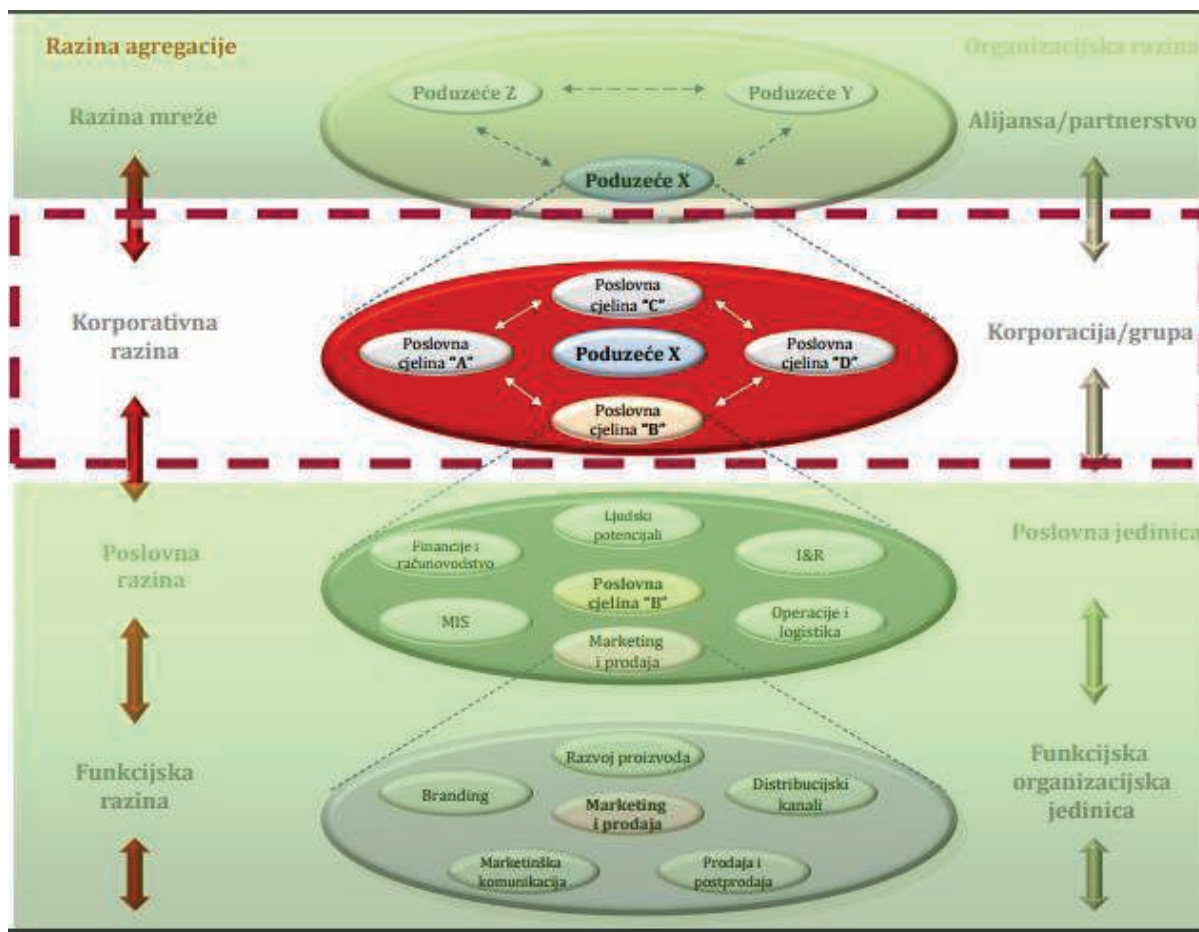 Razina agregacije
Organizacijska razina
Poduzeće Z
Poduzeće Y
Razina mreže
Alijansa/partnerstvo
Poduzeće X
Poslovna
cjelina "C"
Korporativna
razina
Poslovna
cjelina "A"
Poduzeće X
Poslovna
cjelina "D"
Korporacija/grupa
Poslovna
cjelina "B"
Ljudski
potencijali
Poslovna
razina
Financije i
računovodstvo
I&R
Poslovna jedinica
Poslovna
cjelina "B"
MIS
Operacije i
logistika
Marketing
i prodaja
Funkcijska
razina
Razvoj proizvoda
Branding
Distribucijski
kanali
Funkcijska
organizacijska
jedinica
Marketing
i prodaja
Marketinška
komunikacija
Prodaja i
postprodaja